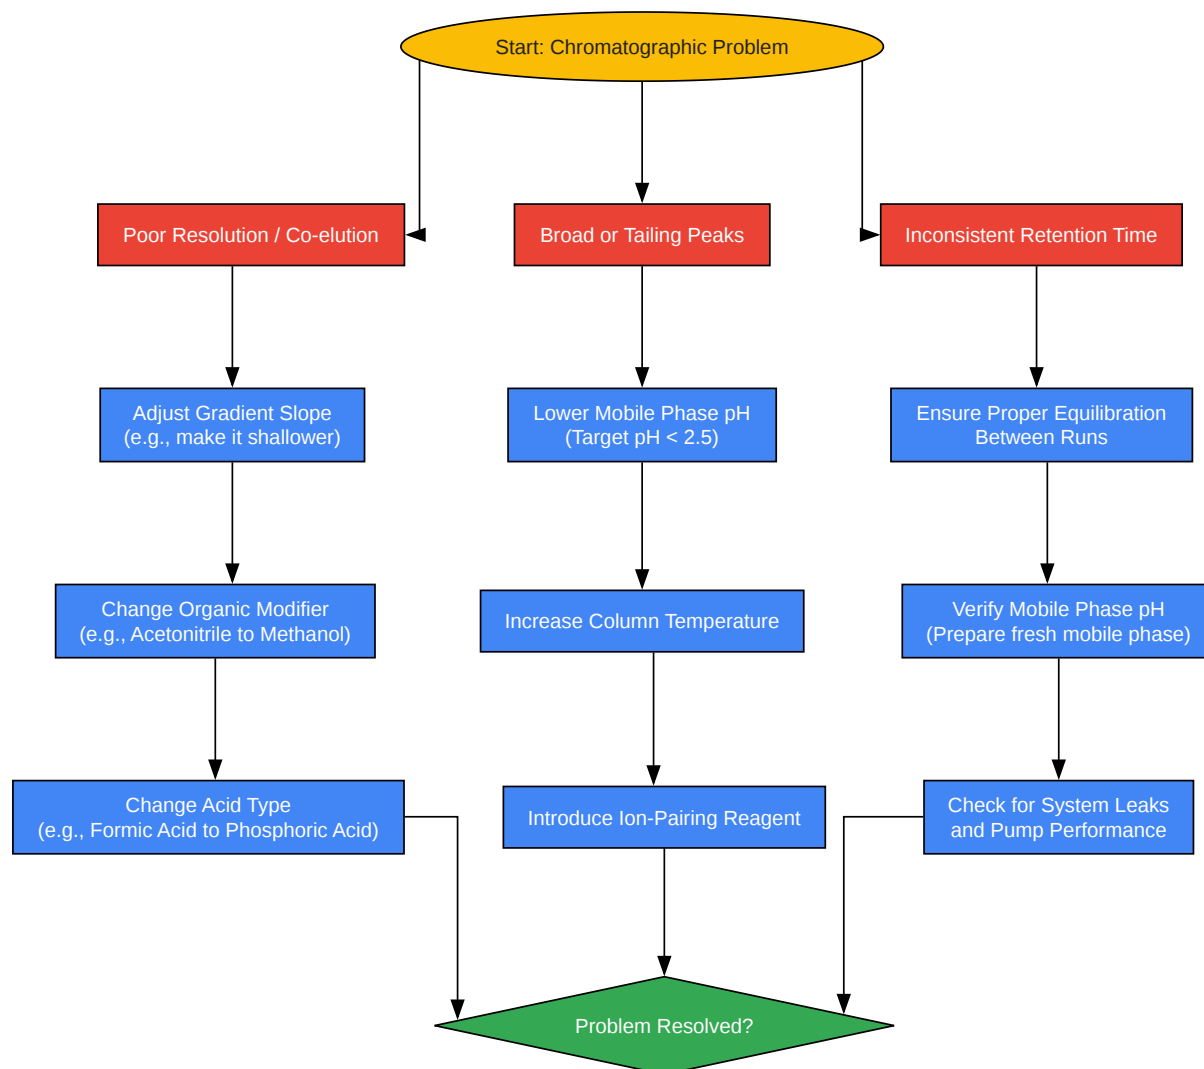 Start: Chromatographic Problem
Poor Resolution / Co-elution
Broad or Tailing Peaks
Inconsistent Retention Time
Adjust Gradient Slope
(e.g., make it shallower)
Lower Mobile Phase pH
(Target pH < 2.5)
Ensure Proper Equilibration
Between Runs
Change Organic Modifier
(e.g., Acetonitrile to Methanol)
Increase Column Temperature
Verify Mobile Phase pH
(Prepare fresh mobile phase)
Change Acid Type
(e.g., Formic Acid to Phosphoric Acid)
Introduce Ion-Pairing Reagent
Check for System Leaks
and Pump Performance
Problem Resolved?